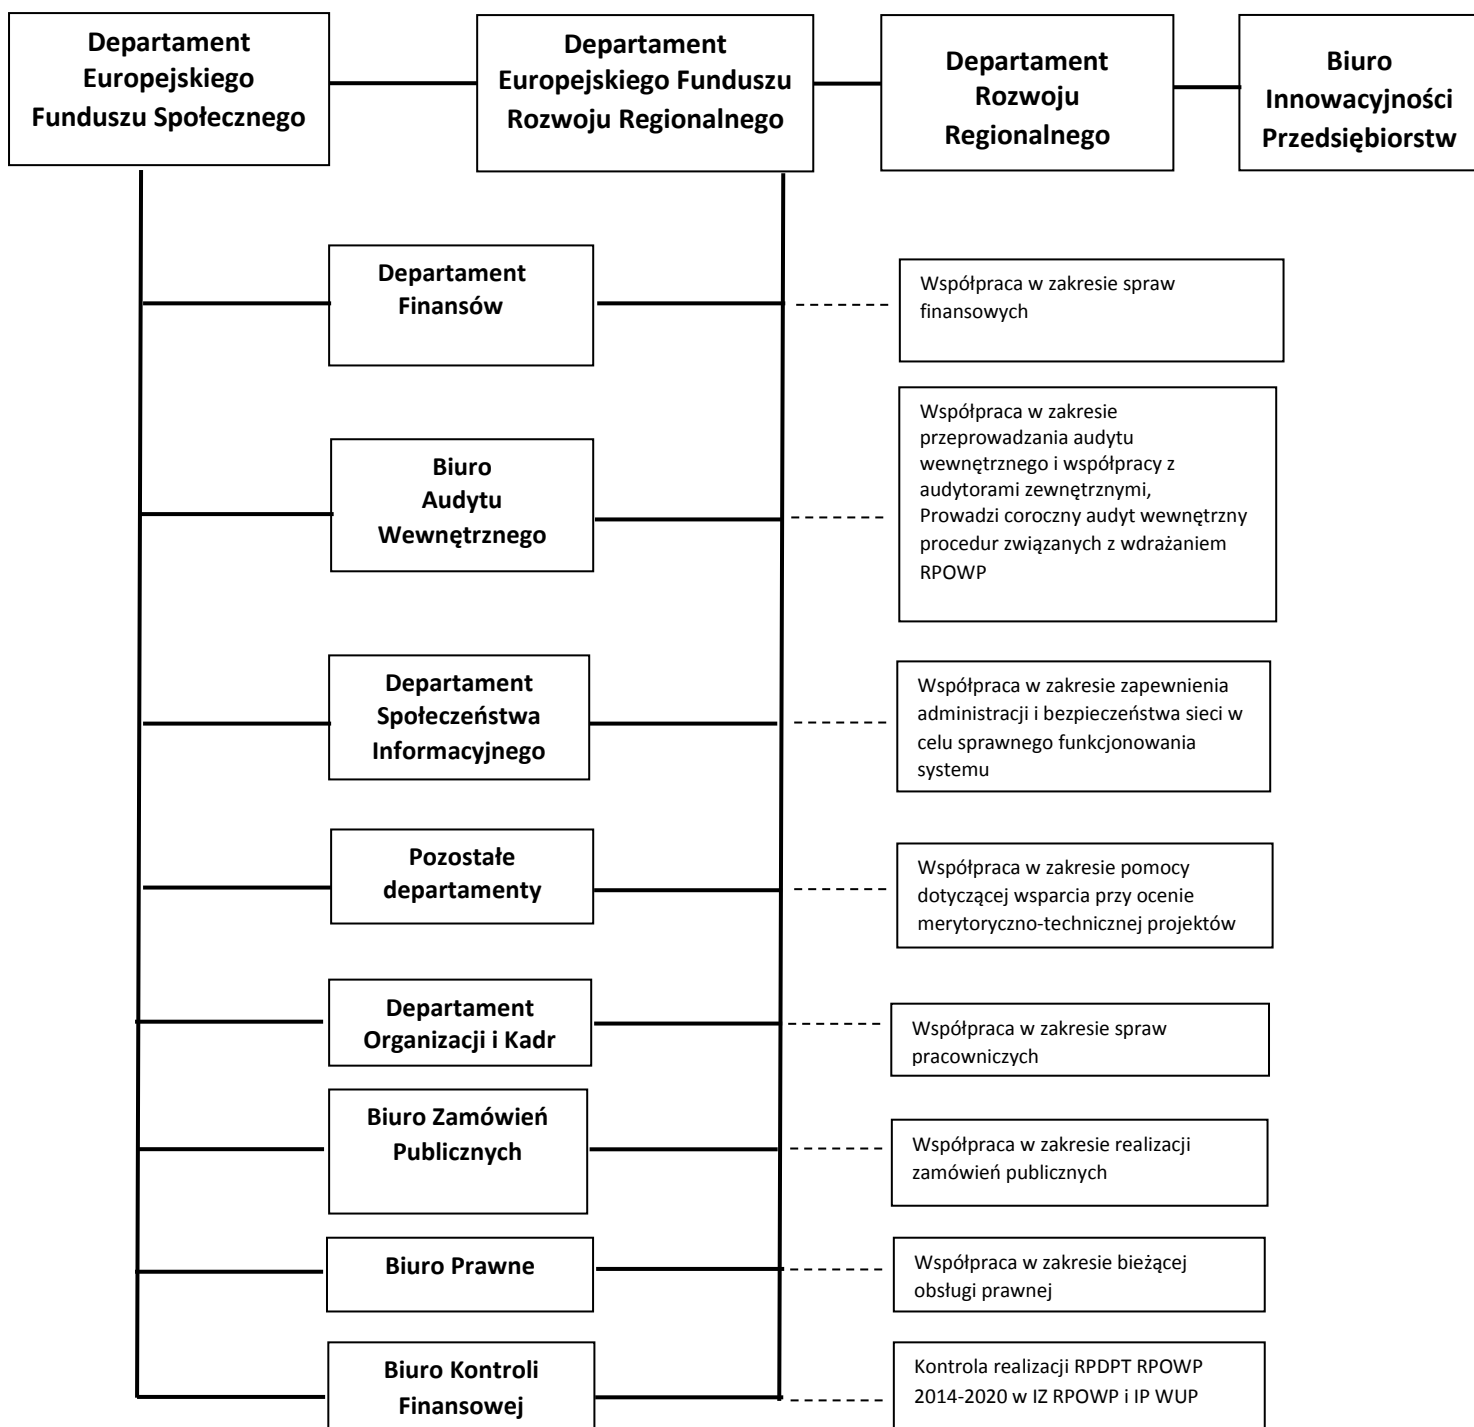 Departament
Europejskiego
Funduszu Społecznego
Departament
Europejskiego Funduszu
Rozwoju Regionalnego
Departament
Rozwoju
Regionalnego
Biuro
Innowacyjności
Przedsiębiorstw
Departament
Finansów
Współpraca w zakresie spraw
finansowych
Biuro
Audytu
Wewnętrznego
Współpraca w zakresie
przeprowadzania audytu
wewnętrznego i współpracy z
audytorami zewnętrznymi,
Prowadzi coroczny audyt wewnętrzny
procedur związanych z wdrażaniem
RPOWP
Departament
Społeczeństwa
Informacyjnego
Współpraca w zakresie zapewnienia
administracji i bezpieczeństwa sieci w
celu sprawnego funkcjonowania
systemu
Pozostałe
departamenty
Współpraca w zakresie pomocy
dotyczącej wsparcia przy ocenie
merytoryczno-technicznej projektów
Departament
Organizacji i Kadr
Współpraca w zakresie spraw
pracowniczych
Biuro Zamówień
Publicznych
Współpraca w zakresie realizacji
zamówień publicznych
Biuro Prawne
Współpraca w zakresie bieżącej
obsługi prawnej
Biuro Kontroli
Finansowej
Kontrola realizacji RPDPT RPOWP
2014-2020 w IZ RPOWP i IP WUP